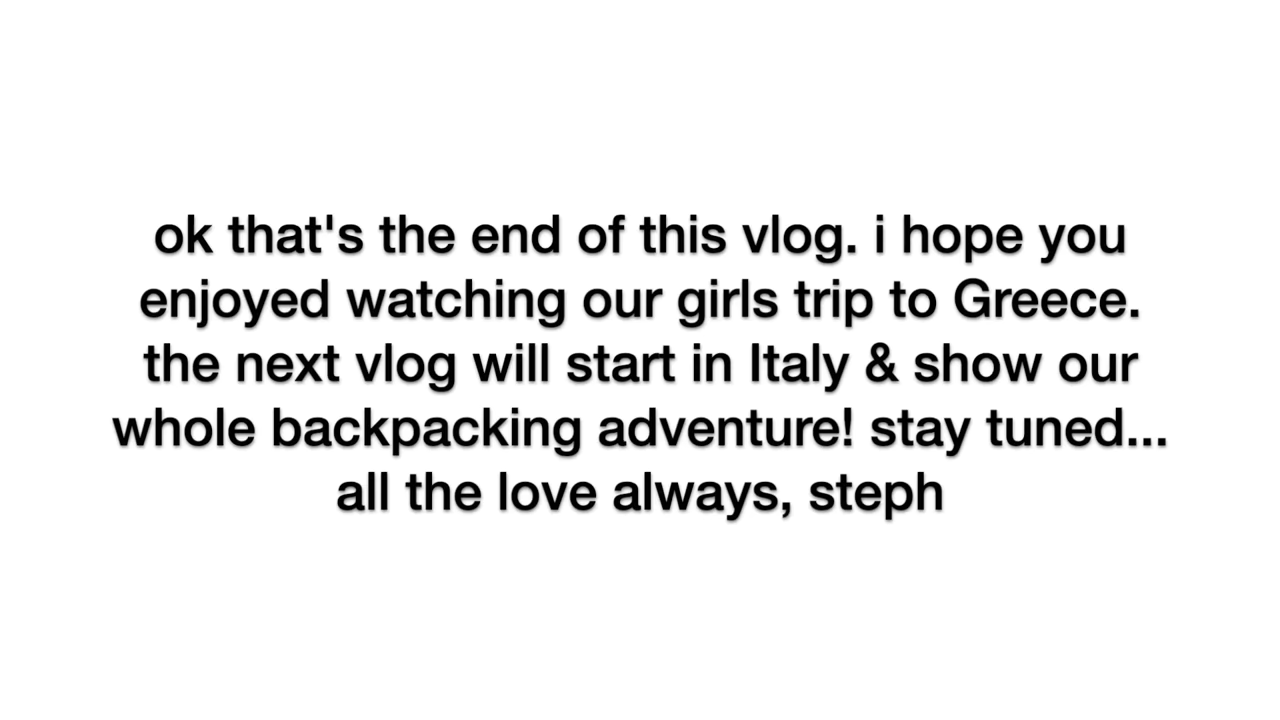 ok that's the end of this vlog. i hope you
enjoyed watching our girls trip to Greece.
the next vlog will start in Italy & show our
whole backpacking adventure! stay tuned...
all the love always, steph